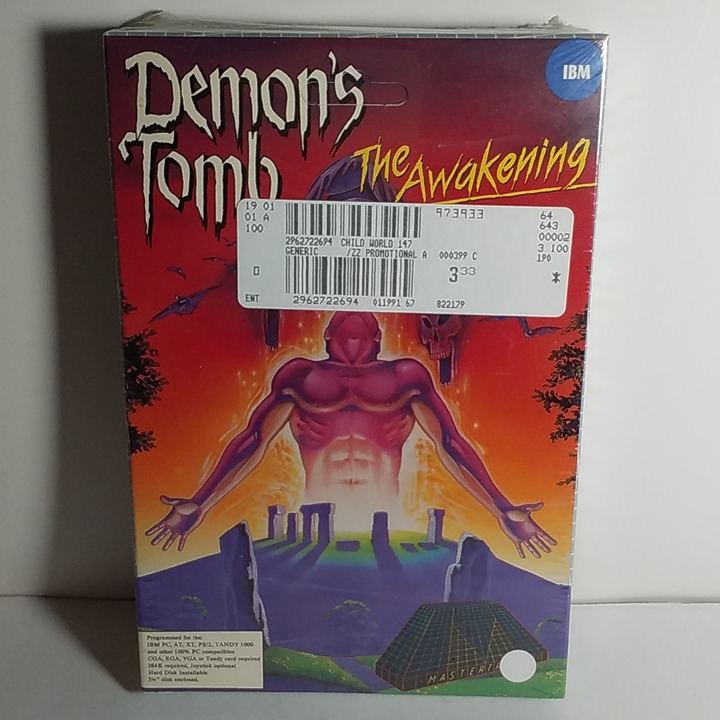 Demon's
Tomb
The Awakening
IBM
19 01
01 A
100
973933
64
643
00002
3 100
190
2962722694 CHILD WORLD 147
GENERIC /ZZ PROMOTIONAL A 000399 C
3 33
*
ENT
2962722694
011991 67
822179
Programmed for the:
IBM PC, AT, XT, PS/2, TANDY 1000
and other 100% PC compatibles
CGA, EGA, VGA or Tandy card required
384K required, Joystick optional
Hard Disk Installable
3½" disk enclosed.